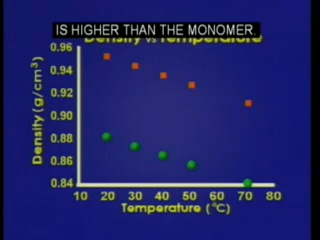 IS HIGHER THAN THE MONOMER.
Density vs Temperature
0.96
0.94
0.92
0.90
0.88
0.86
0.84
Density (g/cm³)
10 20 30 40 50 60 70 80
Temperature (°C)